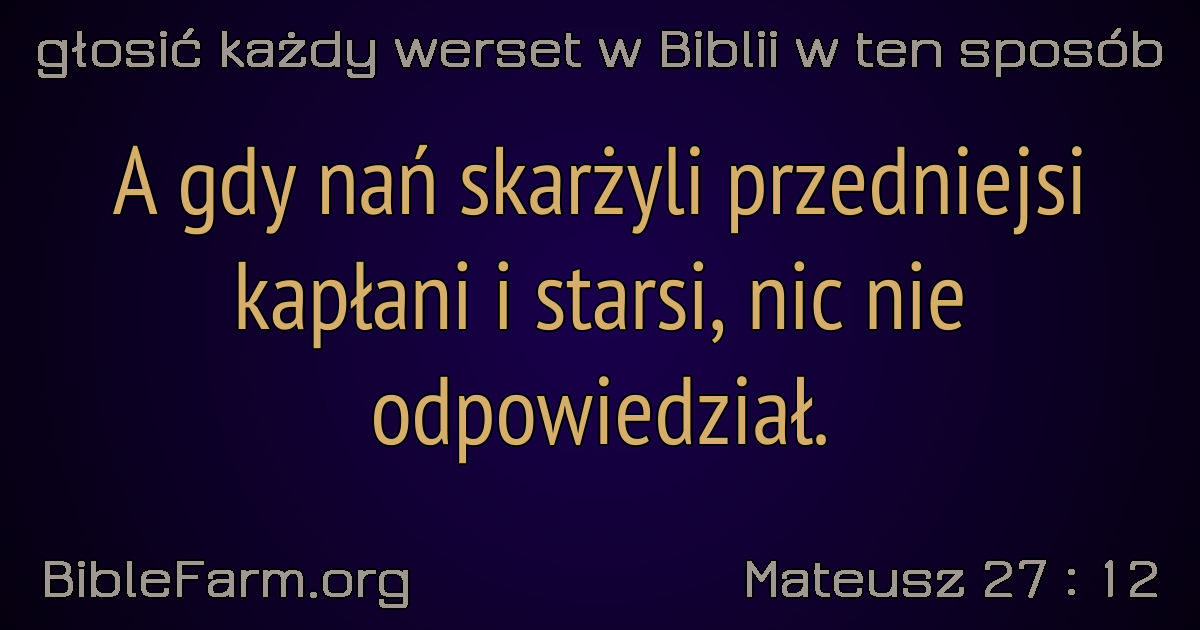 głosić każdy werset w Biblii w ten sposób
A gdy nań skarżyli przedniejsi
kapłani i starsi, nic nie
odpowiedział.
BibleFarm.org
Mateusz 27 : 12